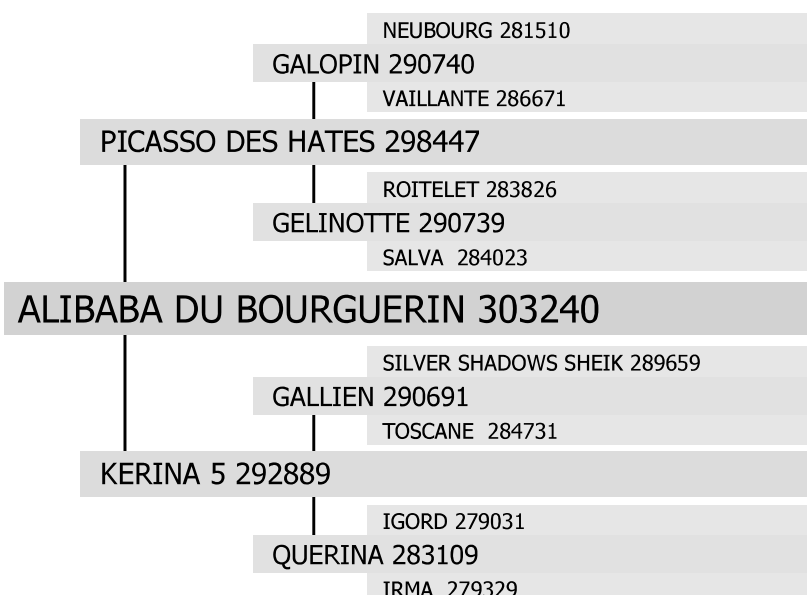 NEUBOURG 281510
GALOPIN 290740
VAILLANTE 286671
PICASSO DES HATES 298447
ROITELET 283826
GELINOTTE 290739
SALVA 284023
ALIBABA DU BOURGUERIN 303240
SILVER SHADOWS SHEIK 289659
GALLIEN 290691
TOSCANE 284731
KERINA 5 292889
IGORD 279031
QUERINA 283109
IRMA 279329